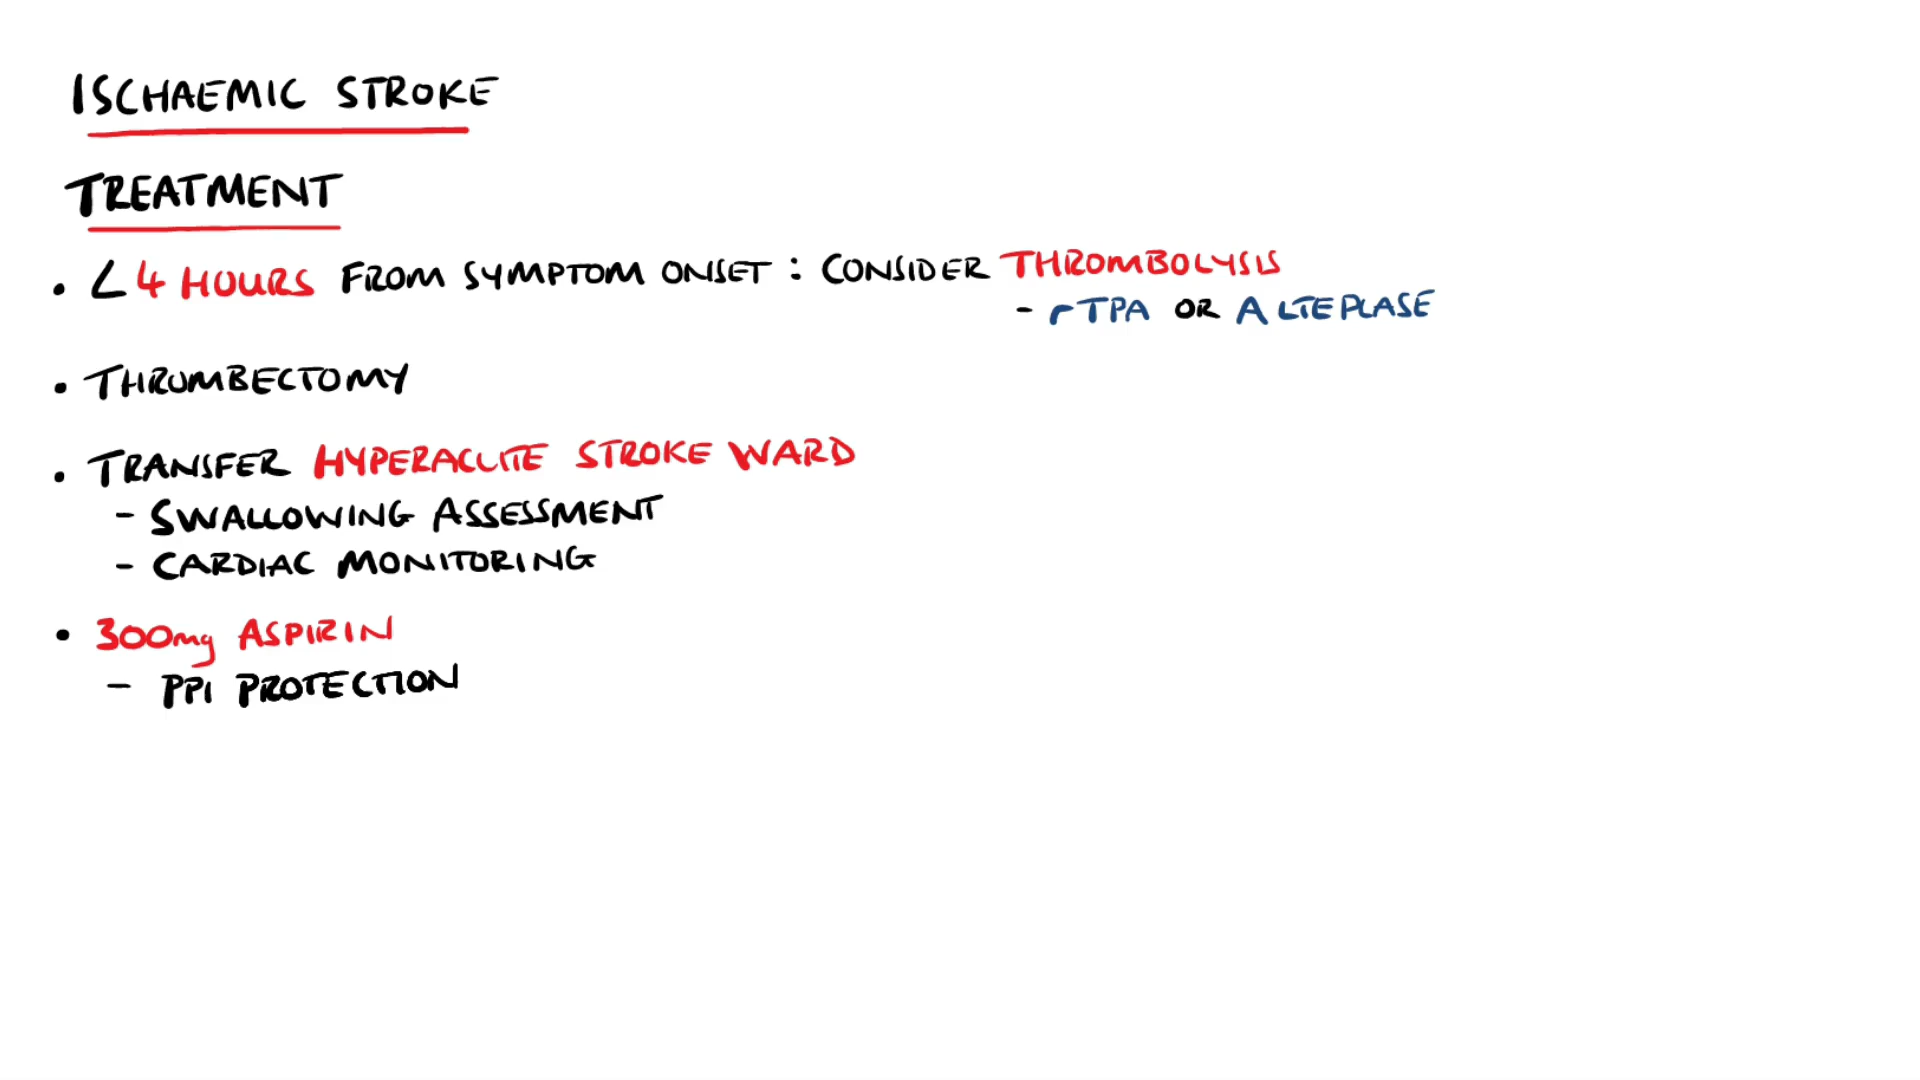 ISCHAEMIC STROKE
TREATMENT
• < 4 HOURS FROM SYMPTOM ONSET : CONSIDER THROMBOLYSIS
- rTPA OR ALTEPLASE
• THROMBECTOMY
• TRANSFER HYPERACUTE STROKE WARD
- SWALLOWING ASSESSMENT
- CARDIAC MONITORING
• 300mg ASPIRIN
- PPI PROTECTION